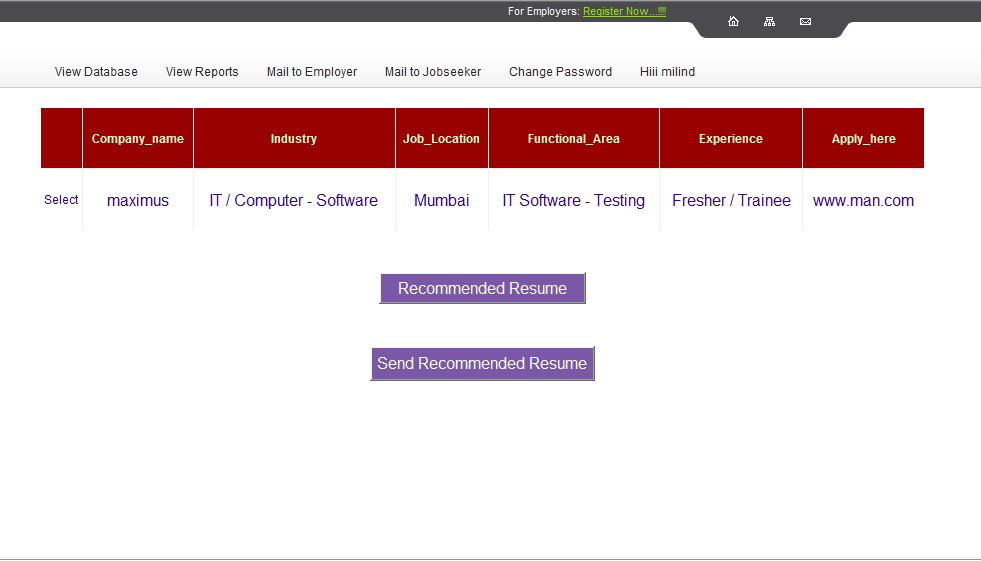 For Employers: Register Now...
View Database View Reports Mail to Employer Mail to Jobseeker Change Password Hiii milind
Company_name Industry Job_Location Functional_Area Experience Apply_here
Select maximus IT / Computer - Software Mumbai IT Software - Testing Fresher / Trainee www.man.com
Recommended Resume
Send Recommended Resume